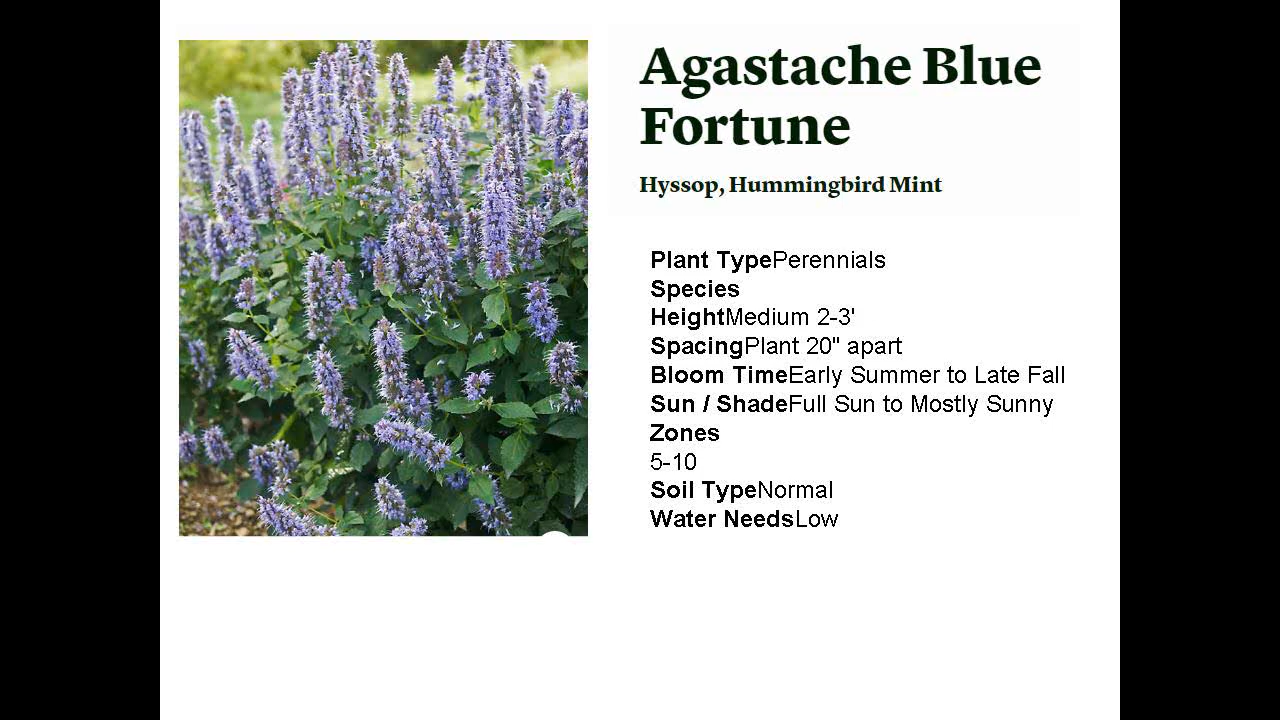 Agastache Blue
Fortune
Hyssop, Hummingbird Mint
Plant TypePerennials
Species
HeightMedium 2-3'
SpacingPlant 20" apart
Bloom TimeEarly Summer to Late Fall
Sun / ShadeFull Sun to Mostly Sunny
Zones
5-10
Soil TypeNormal
Water NeedsLow